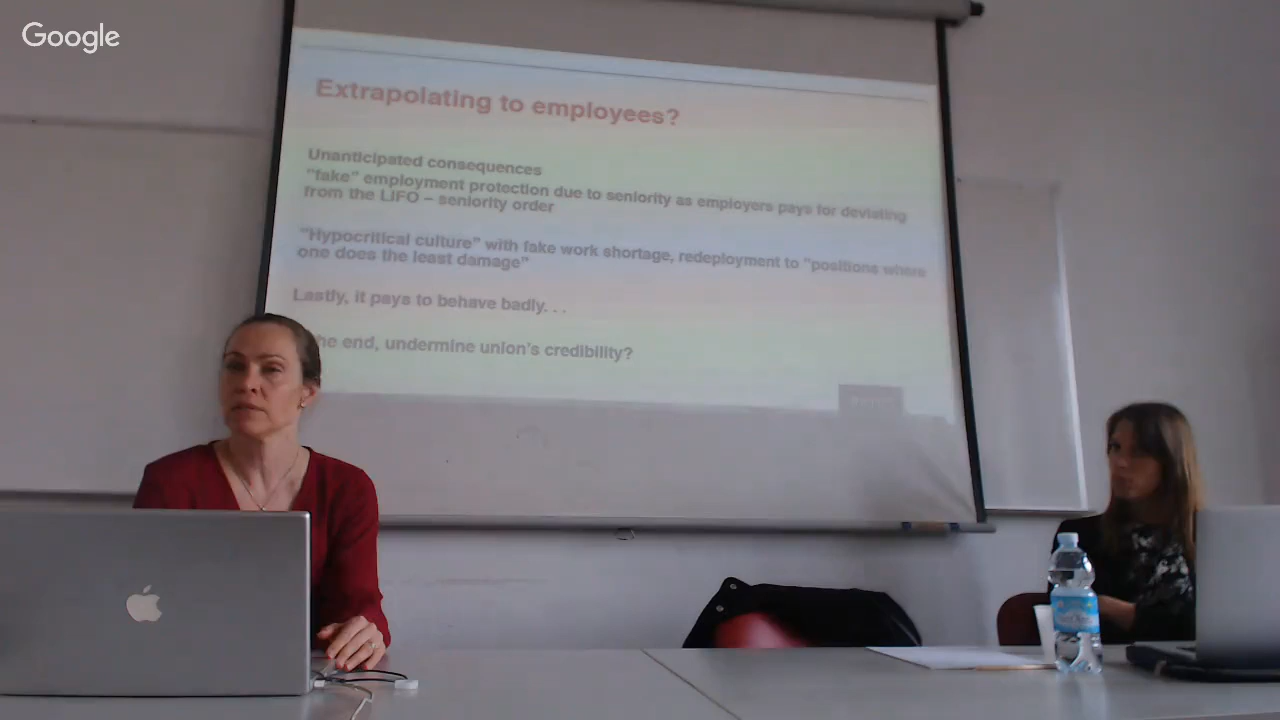 Google
Extrapolating to employees?
Unanticipated consequences
"fake" employment protection due to seniority as employers pays for deviating
from the LIFO – seniority order
"Hypocritical culture" with fake work shortage, redeployment to "positions where
one does the least damage"
Lastly, it pays to behave badly. . .
he end, undermine union's credibility?